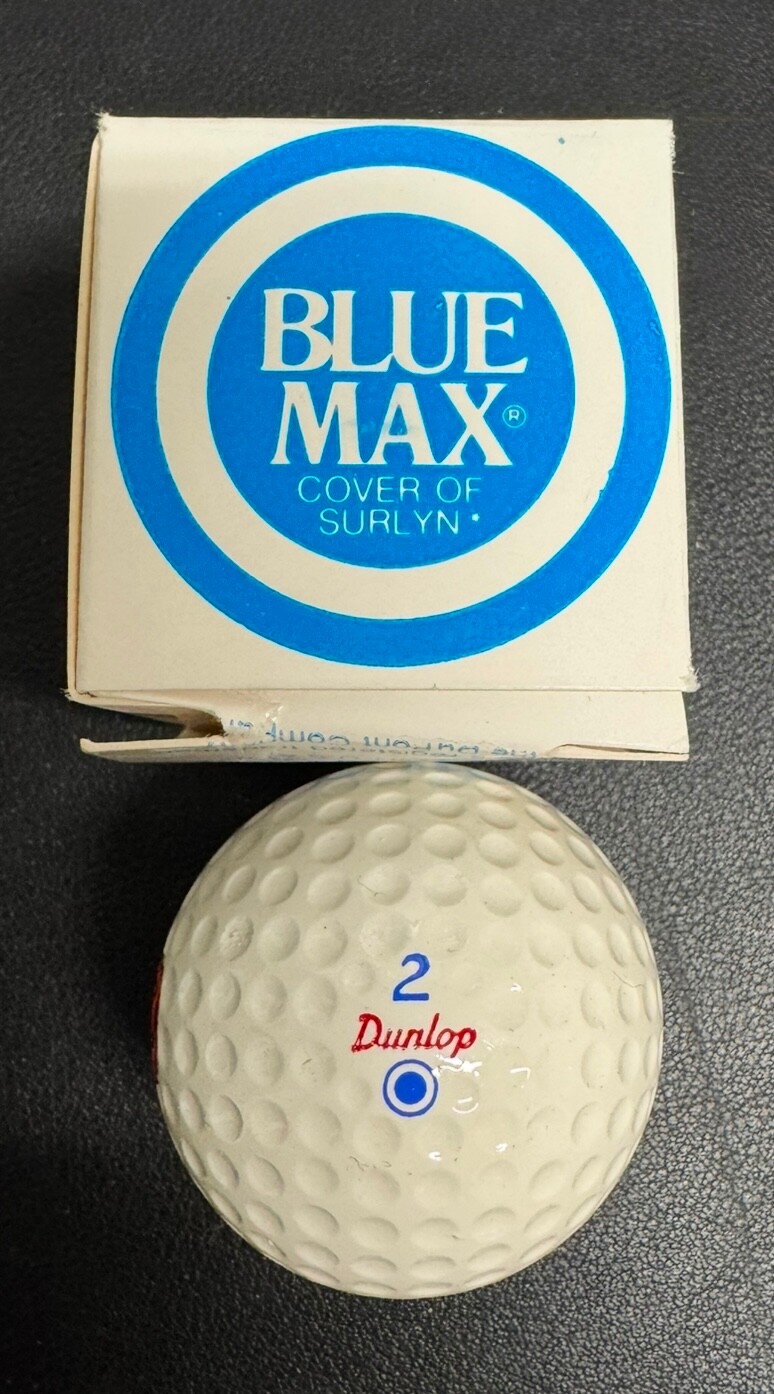 BLUE
MAX®
COVER OF
SURLYN*
2
Dunlop